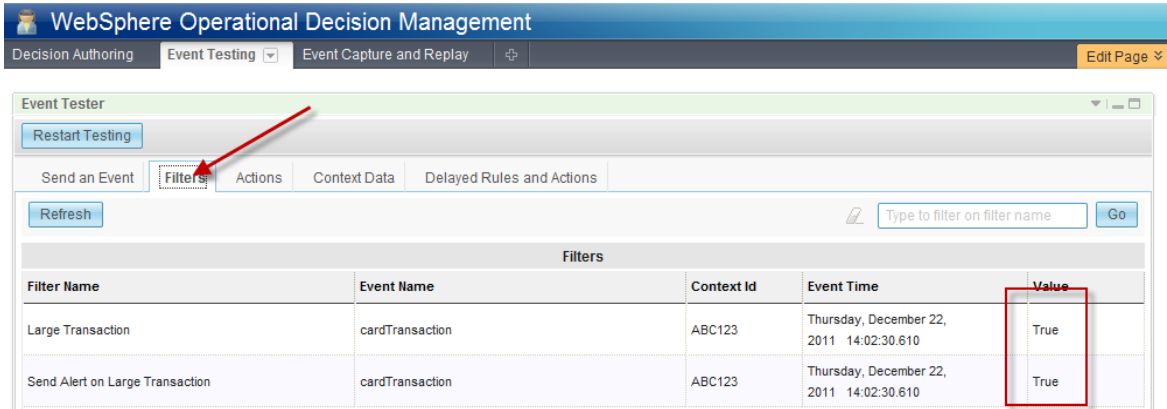 WebSphere Operational Decision Management
Decision Authoring Event Testing Event Capture and Replay Edit Page
Event Tester
Restart Testing
Send an Event Filters Actions Context Data Delayed Rules and Actions
Refresh Type to filter on filter name Go
Filters
Filter Name Event Name Context Id Event Time Value
Large Transaction cardTransaction ABC123 Thursday, December 22, 2011 14:02:30.610 True
Send Alert on Large Transaction cardTransaction ABC123 Thursday, December 22, 2011 14:02:30.610 True